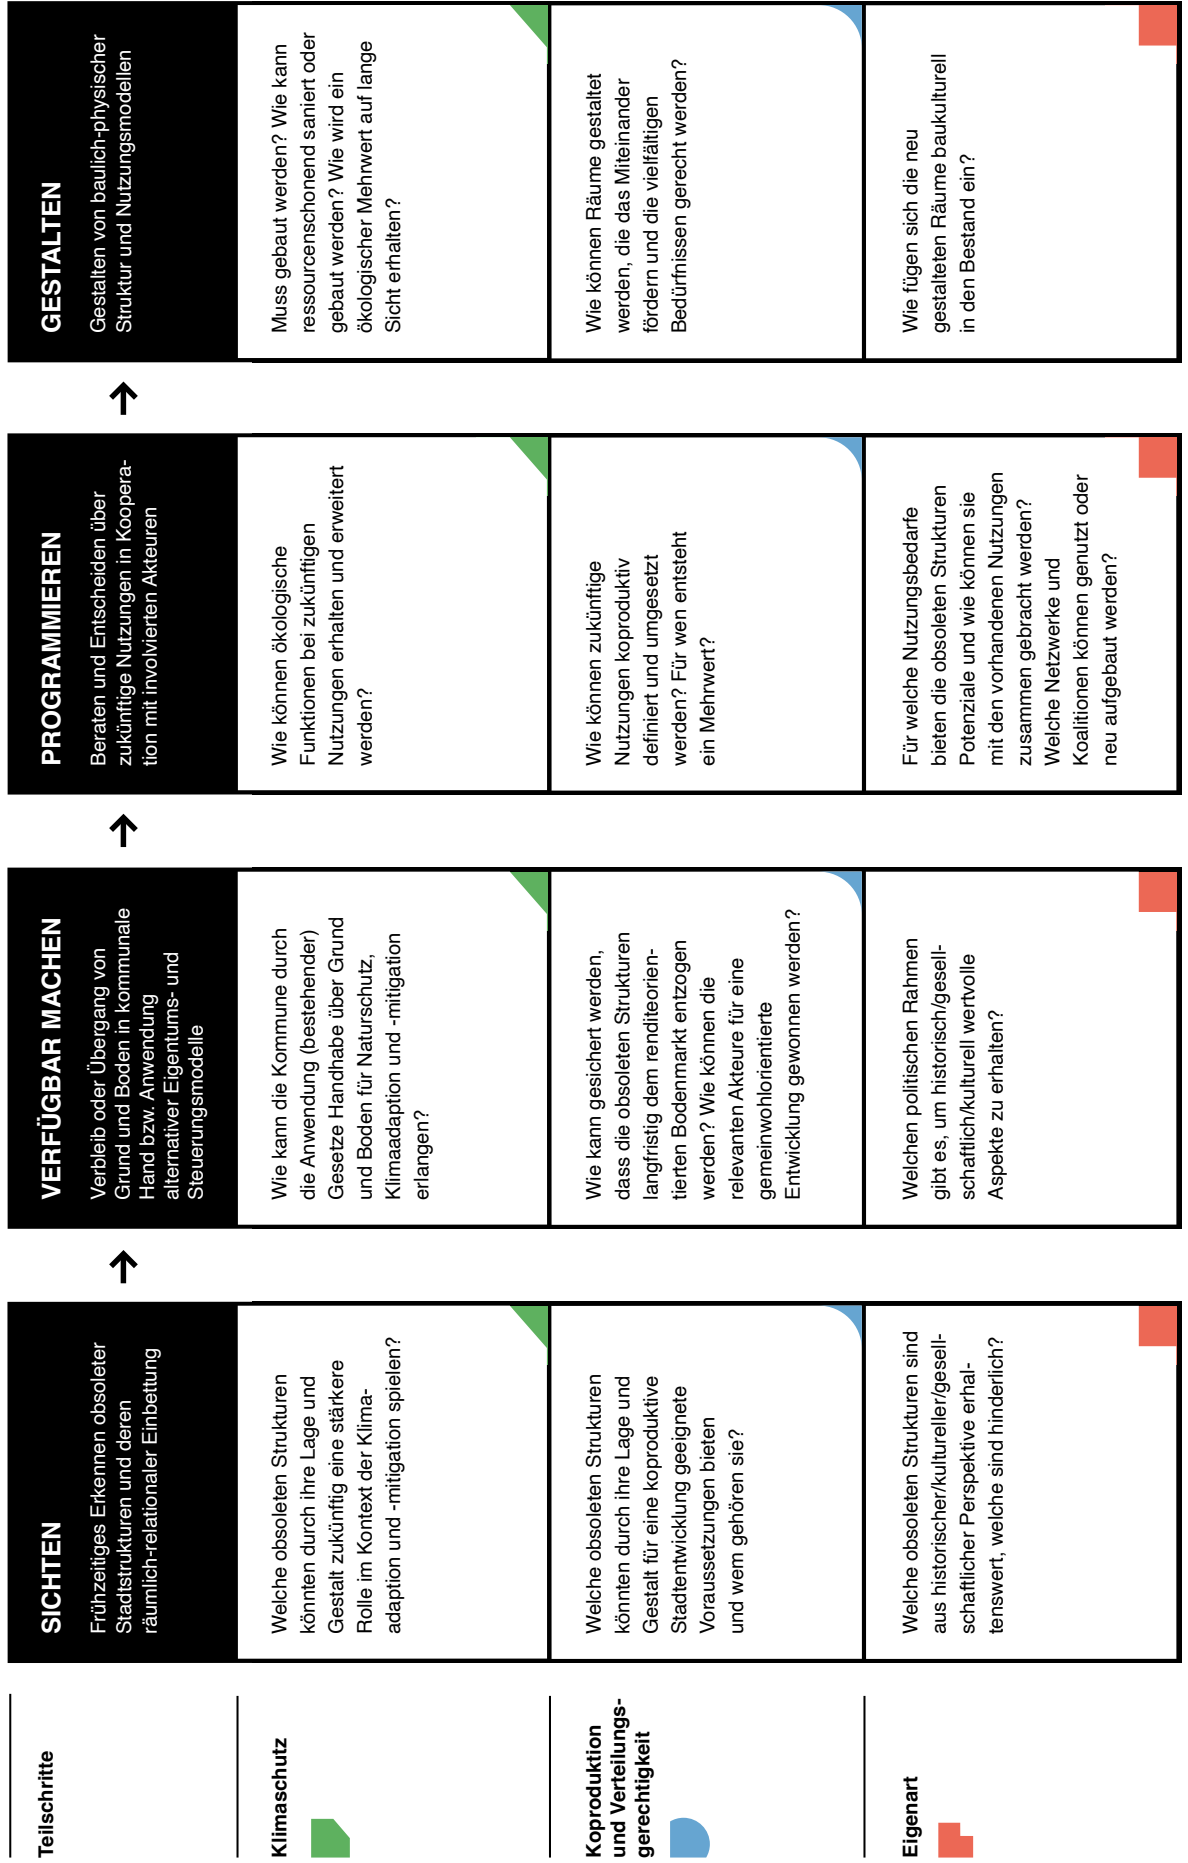 Teilschritte
SICHTEN
Frühzeitiges Erkennen obsoleter
Stadtstrukturen und deren
räumlich-relationaler Einbettung
→
VERFÜGBAR MACHEN
Verbleib oder Übergang von
Grund und Boden in kommunale
Hand bzw. Anwendung
alternativer Eigentums- und
Steuerungsmodelle
→
PROGRAMMIEREN
Beraten und Entscheiden über
zukünftige Nutzungen in Koopera-
tion mit involvierten Akteuren
→
GESTALTEN
Gestalten von baulich-physischer
Struktur und Nutzungsmodellen
Klimaschutz
Welche obsoleten Strukturen
könnten durch ihre Lage und
Gestalt zukünftig eine stärkere
Rolle im Kontext der Klima-
adaption und -mitigation spielen?
Wie kann die Kommune durch
die Anwendung (bestehender)
Gesetze Handhabe über Grund
und Boden für Naturschutz,
Klimaadaption und -mitigation
erlangen?
Wie können ökologische
Funktionen bei zukünftigen
Nutzungen erhalten und erweitert
werden?
Muss gebaut werden? Wie kann
ressourcenschonend saniert oder
gebaut werden? Wie wird ein
ökologischer Mehrwert auf lange
Sicht erhalten?
Koproduktion
und Verteilungs-
gerechtigkeit
Welche obsoleten Strukturen
könnten durch ihre Lage und
Gestalt für eine koproduktive
Stadtentwicklung geeignete
Voraussetzungen bieten
und wem gehören sie?
Wie kann gesichert werden,
dass die obsoleten Strukturen
langfristig dem renditeorien-
tierten Bodenmarkt entzogen
werden? Wie können die
relevanten Akteure für eine
gemeinwohlorientierte
Entwicklung gewonnen werden?
Wie können zukünftige
Nutzungen koproduktiv
definiert und umgesetzt
werden? Für wen entsteht
ein Mehrwert?
Wie können Räume gestaltet
werden, die das Miteinander
fördern und die vielfältigen
Bedürfnissen gerecht werden?
Eigenart
Welche obsoleten Strukturen sind
aus historischer/kultureller/gesell-
schaftlicher Perspektive erhal-
tenswert, welche sind hinderlich?
Welchen politischen Rahmen
gibt es, um historisch/gesell-
schaftlich/kulturell wertvolle
Aspekte zu erhalten?
Für welche Nutzungsbedarfe
bieten die obsoleten Strukturen
Potenziale und wie können sie
mit den vorhandenen Nutzungen
zusammen gebracht werden?
Welche Netzwerke und
Koalitionen können genutzt oder
neu aufgebaut werden?
Wie fügen sich die neu
gestalteten Räume baukulturell
in den Bestand ein?